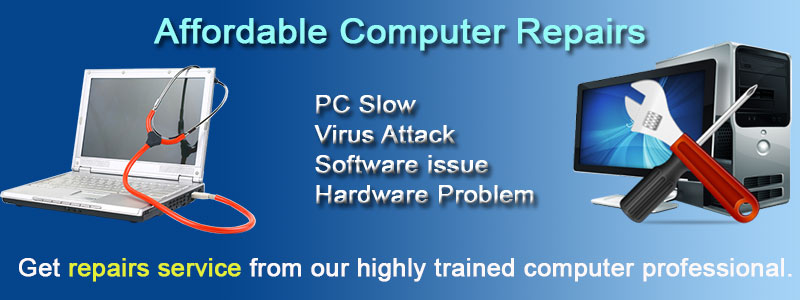 Affordable Computer Repairs
PC Slow
Virus Attack
Software issue
Hardware Problem
Get repairs service from our highly trained computer professional.